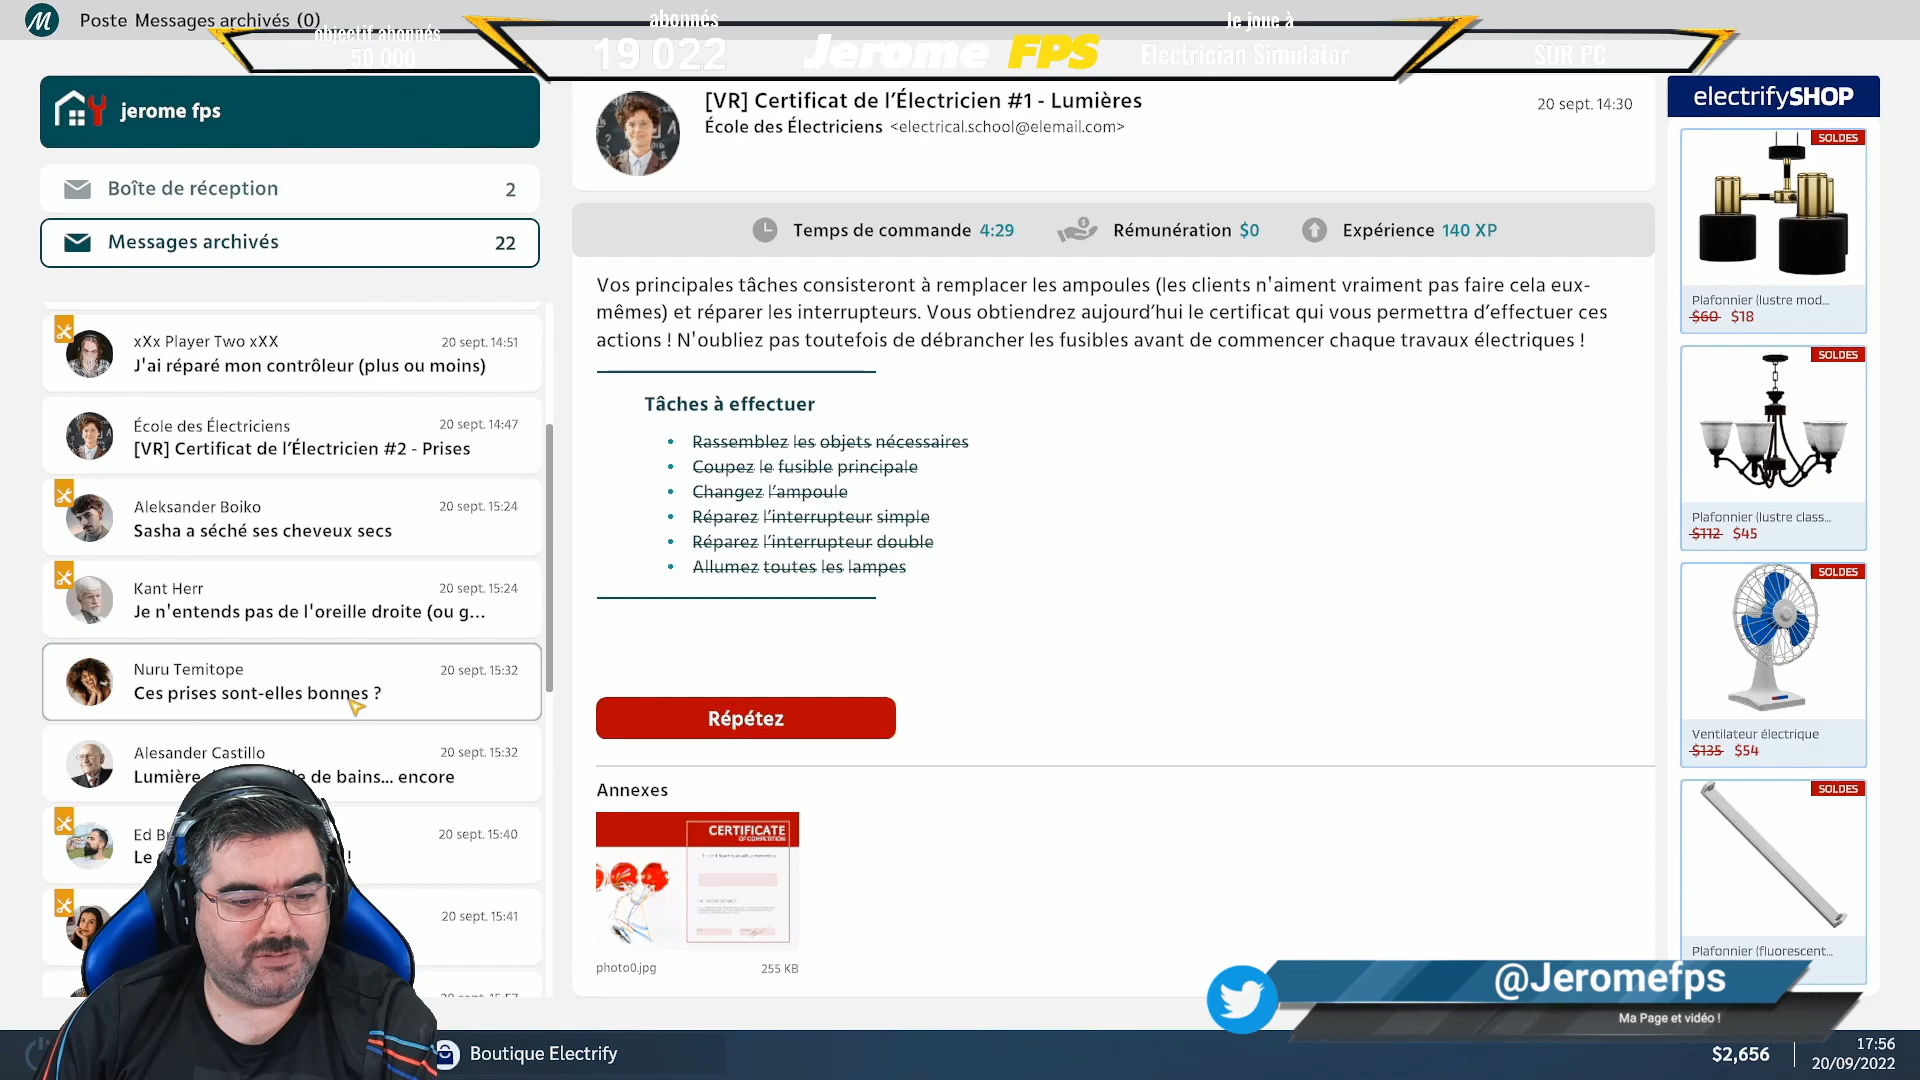 Poste Messages archivés (0)
objectif abonnés
50 000
abonnés
19 022
Jerome FPS
Je joue à
Electrician Simulator
SUR PC
jerome fps
Boîte de réception 2
Messages archivés 22
xXx Player Two xXX 20 sept. 14:51
J'ai réparé mon contrôleur (plus ou moins)
École des Électriciens 20 sept. 14:47
[VR] Certificat de l'Électricien #2 - Prises
Aleksander Boiko 20 sept. 15:24
Sasha a séché ses cheveux secs
Kant Herr 20 sept. 15:24
Je n'entends pas de l'oreille droite (ou g...
Nuru Temitope 20 sept. 15:32
Ces prises sont-elles bonnes ?
Alesander Castillo 20 sept. 15:32
Lumière de bains... encore
Ed 20 sept. 15:40
Le !
20 sept. 15:41
20 sept. 15:57
[VR] Certificat de l'Électricien #1 - Lumières
20 sept. 14:30
École des Électriciens <electrical.school@elemail.com>
Temps de commande 4:29 Rémunération $0 Expérience 140 XP
Vos principales tâches consisteront à remplacer les ampoules (les clients n'aiment vraiment pas faire cela eux-
mêmes) et réparer les interrupteurs. Vous obtiendrez aujourd'hui le certificat qui vous permettra d'effectuer ces
actions ! N'oubliez pas toutefois de débrancher les fusibles avant de commencer chaque travaux électriques !
Tâches à effectuer
• Rassemblez les objets nécessaires
• Coupez le fusible principale
• Changez l'ampoule
• Réparez l'interrupteur simple
• Réparez l'interrupteur double
• Allumez toutes les lampes
Répétez
Annexes
CERTIFICATE
OF COMPETITION
photo0.jpg 255 KB
electrifySHOP
SOLDES
Plafonnier (lustre mod...
$60 $18
SOLDES
Plafonnier (lustre class...
$112 $45
SOLDES
Ventilateur électrique
$135 $54
SOLDES
Plafonnier (fluorescent...
@Jeromefps
Ma Page et vidéo !
Boutique Electrify
$2,656
17:56
20/09/2022